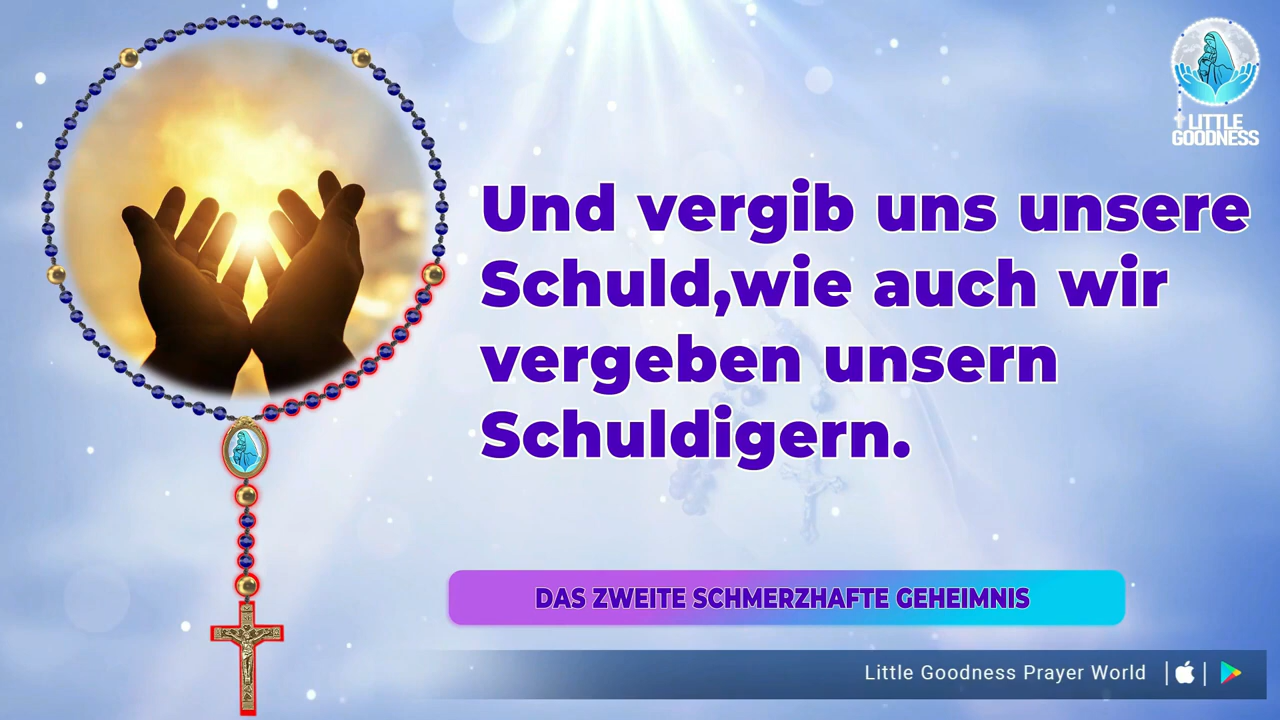 LITTLE
GOODNESS
Und vergib uns unsere
Schuld,wie auch wir
vergeben unsern
Schuldigern.
DAS ZWEITE SCHMERZHAFTE GEHEIMNIS
Little Goodness Prayer World